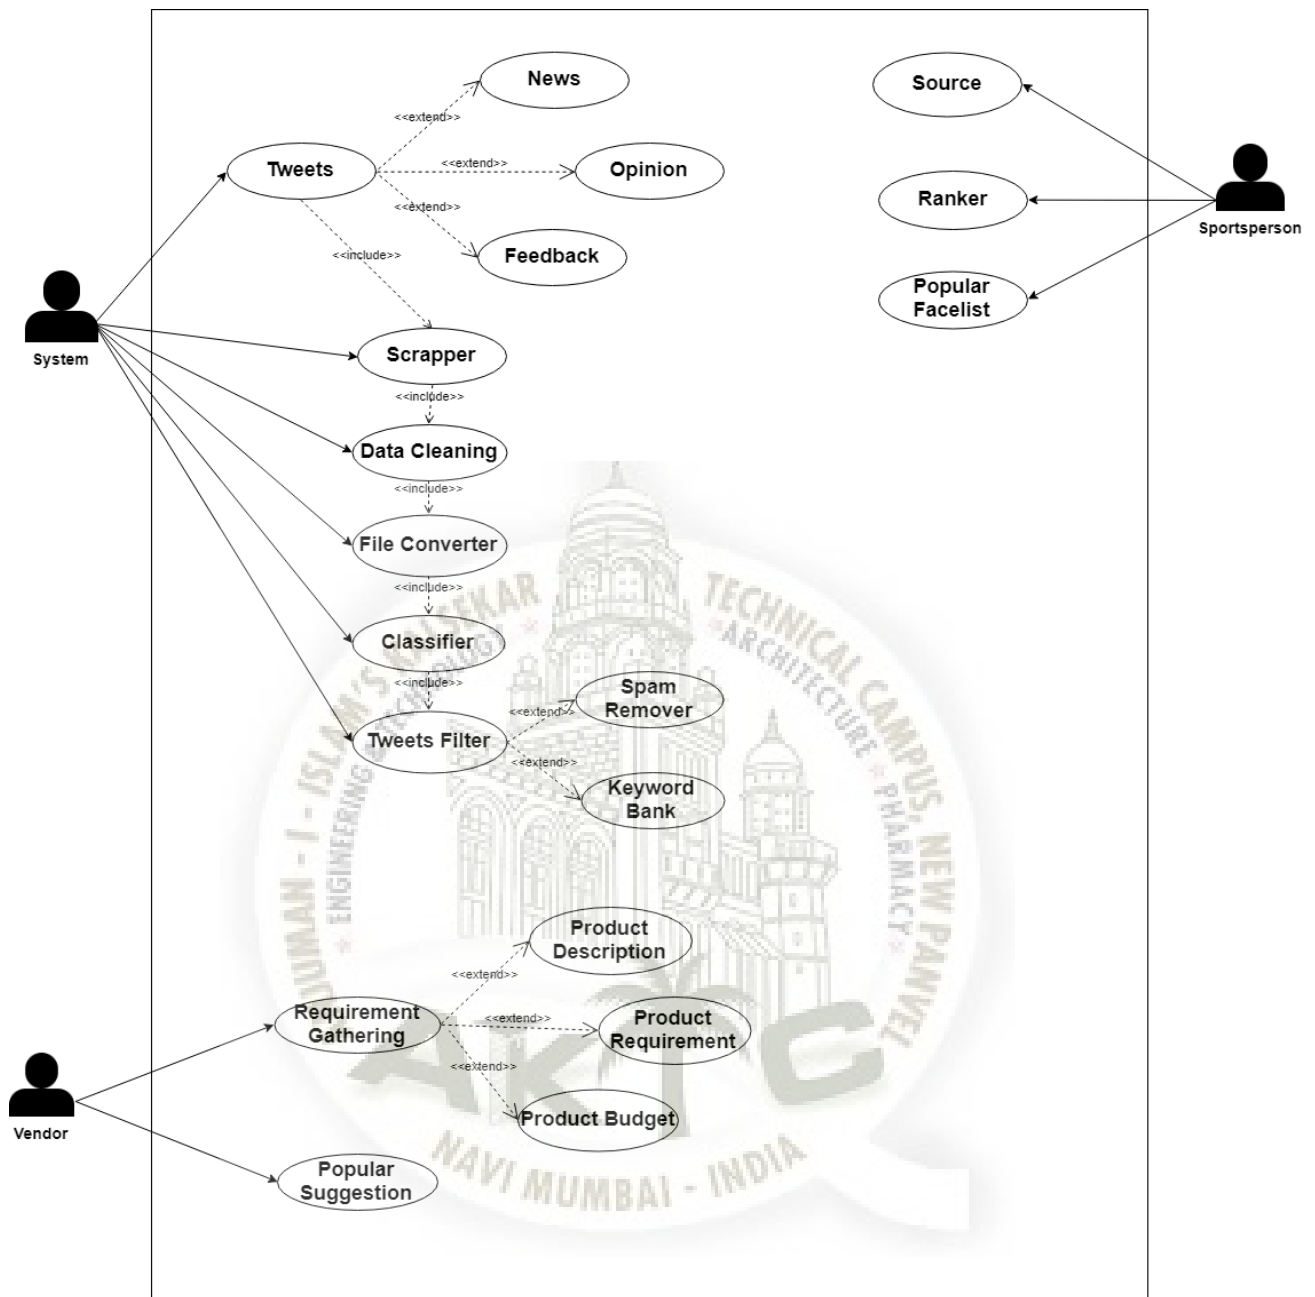 News
Source
<<extend>>
Tweets
<<extend>>
Opinion
Ranker
<<extend>>
Sportsperson
<<include>>
Feedback
Popular
Facelist
System
Scrapper
<<include>>
Data Cleaning
<<include>>
File Converter
<<include>>
Classifier
<<include>>
Spam
Remover
<<extend>>
Tweets Filter
<<extend>>
Keyword
Bank
Product
Description
<<extend>>
Requirement
Gathering
<<extend>>
Product
Requirement
<<extend>>
Product Budget
Vendor
Popular
Suggestion
ANJUMAN - I - ISLAM'S KALSEKAR TECHNICAL CAMPUS, NEW PANVEL
ENGINEERING & TECHNOLOGY ARCHITECTURE PHARMACY
AKTC
NAVI MUMBAI - INDIA